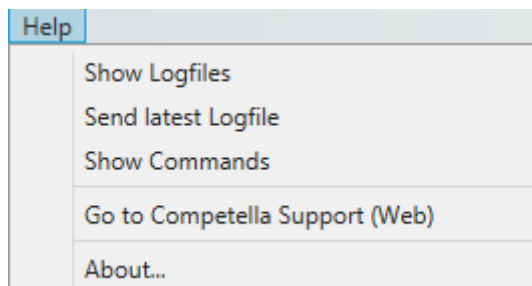 Help
Show Logfiles
Send latest Logfile
Show Commands
Go to Competella Support (Web)
About...